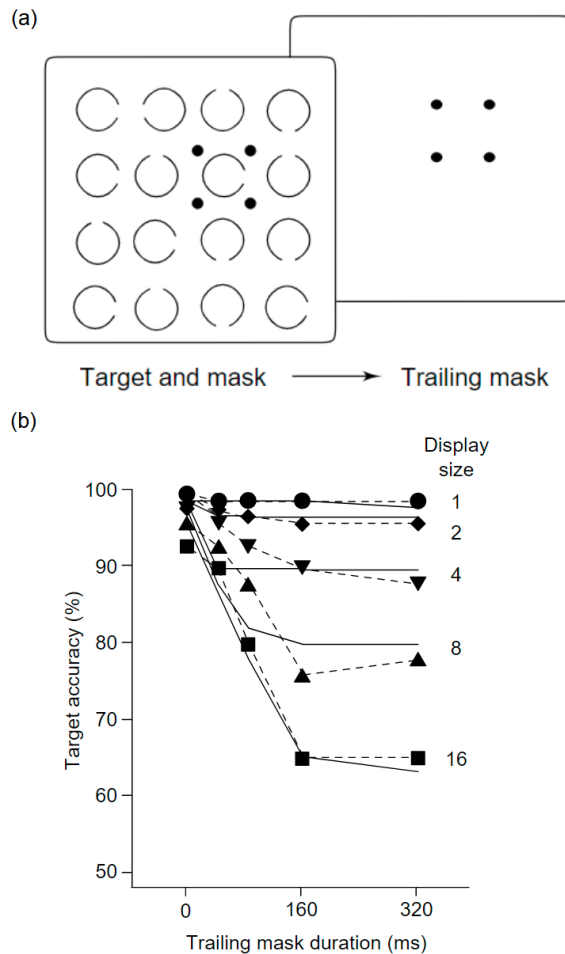 (a)
Target and mask Trailing mask
(b)
Display
size
100
90
80
70
60
50
1
2
4
8
16
Target accuracy (%)
0 160 320
Trailing mask duration (ms)